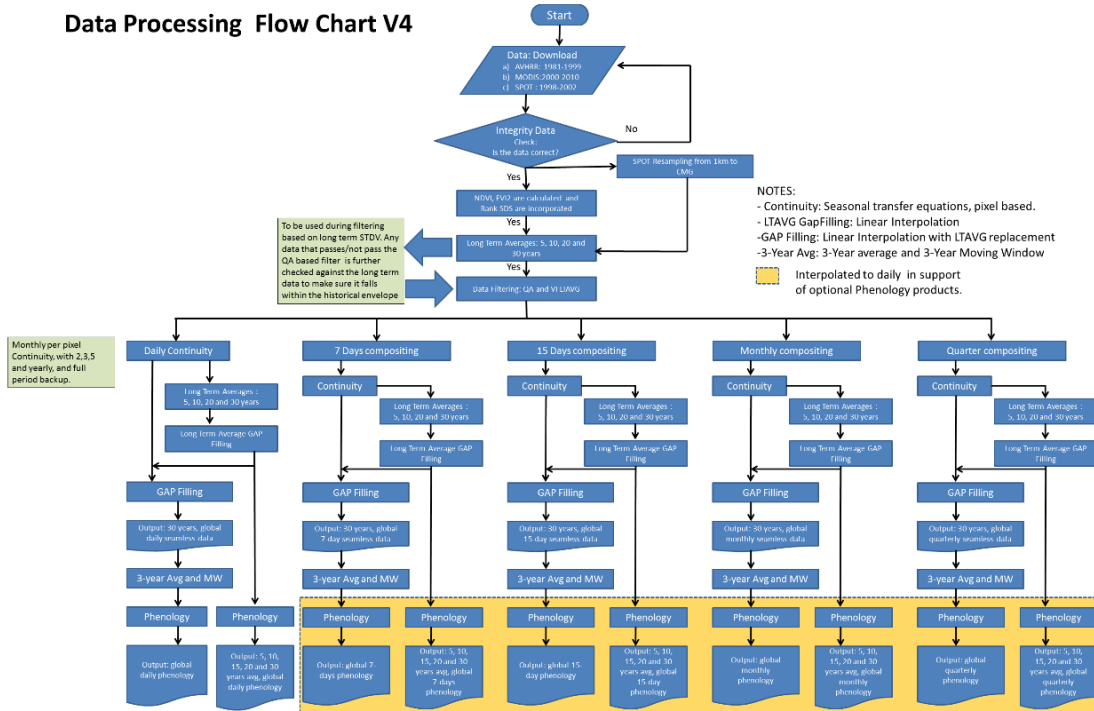 Data Processing Flow Chart V4
Start
Data: Download
a) AVHRR: 1981-1999
b) MODIS:2000 2010
c) SPOT : 1998-2002
No
Integrity Data
Check:
Is the data correct?
Yes
SPOT Resampling from 1km to
CMG
NDVI, EVI2 are calculated and
Rank SDS are incorporated
Long Term Averages: 5, 10, 20 and
30 years
Yes
Data Filtering: QA and VI LTAVG
To be used during filtering
based on long term STDV. Any
data that passes/not pass the
QA based filter is further
checked against the long term
data to make sure it falls
within the historical envelope
NOTES:
- Continuity: Seasonal transfer equations, pixel based.
- LTAVG GapFilling: Linear Interpolation
-GAP Filling: Linear Interpolation with LTAVG replacement
-3-Year Avg: 3-Year average and 3-Year Moving Window
Interpolated to daily in support
of optional Phenology products.
Monthly per pixel
Continuity, with 2,3,5
and yearly, and full
period backup.
Daily Continuity
Long Term Averages :
5, 10, 20 and 30 years
Long Term Average GAP
Filling
GAP Filling
Output: 30 years, global
daily seamless data
3-year Avg and MW
Phenology
Phenology
Output: global
daily phenology
Output: 5, 10,
15, 20 and 30
years avg, global
daily phenology
7 Days compositing
Continuity
Long Term Averages :
5, 10, 20 and 30 years
Long Term Average GAP
Filling
GAP Filling
Output: 30 years, global
7 day seamless data
3-year Avg and MW
Phenology
Phenology
Output: global 7-
days phenology
Output: 5, 10,
15, 20 and 30
years avg, global
7 days
phenology
15 Days compositing
Continuity
Long Term Averages :
5, 10, 20 and 30 years
Long Term Average GAP
Filling
GAP Filling
Output: 30 years, global
15 day seamless data
3-year Avg and MW
Phenology
Phenology
Output: global 15-
day phenology
Output: 5, 10,
15, 20 and 30
years avg, global
15 day phenology
Monthly compositing
Continuity
Long Term Averages :
5, 10, 20 and 30 years
Long Term Average GAP
Filling
GAP Filling
Output: 30 years, global
monthly seamless data
3-year Avg and MW
Phenology
Phenology
Output: global
monthly
phenology
Output: 5, 10,
15, 20 and 30
years avg, global
monthly
phenology
Quarter compositing
Continuity
Long Term Averages :
5, 10, 20 and 30 years
Long Term Average GAP
Filling
GAP Filling
Output: 30 years, global
quarterly seamless data
3-year Avg and MW
Phenology
Phenology
Output: global
quarterly
phenology
Output: 5, 10,
15, 20 and 30
years avg, global
quarterly phenology